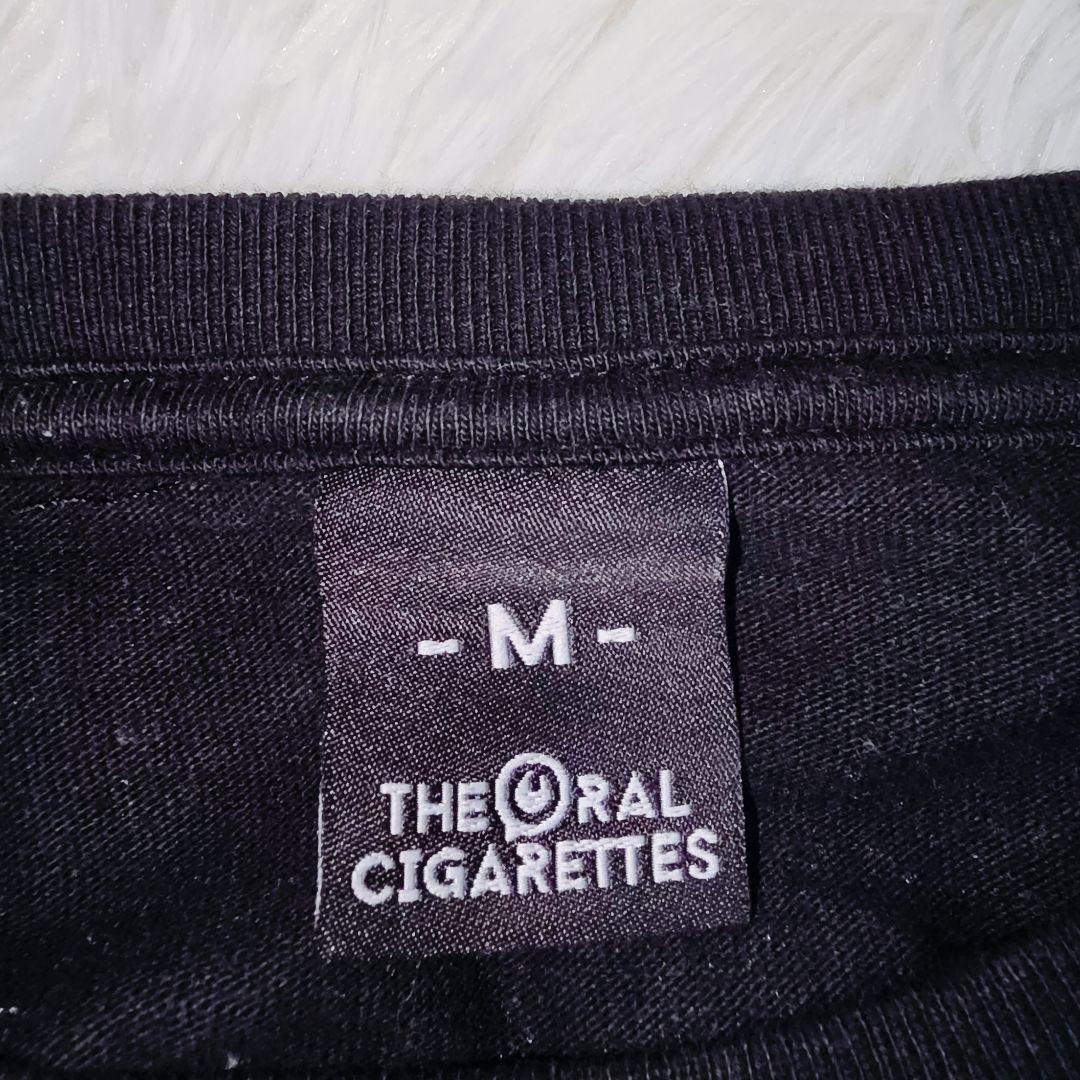 - M -
THE ORAL
CIGARETTES